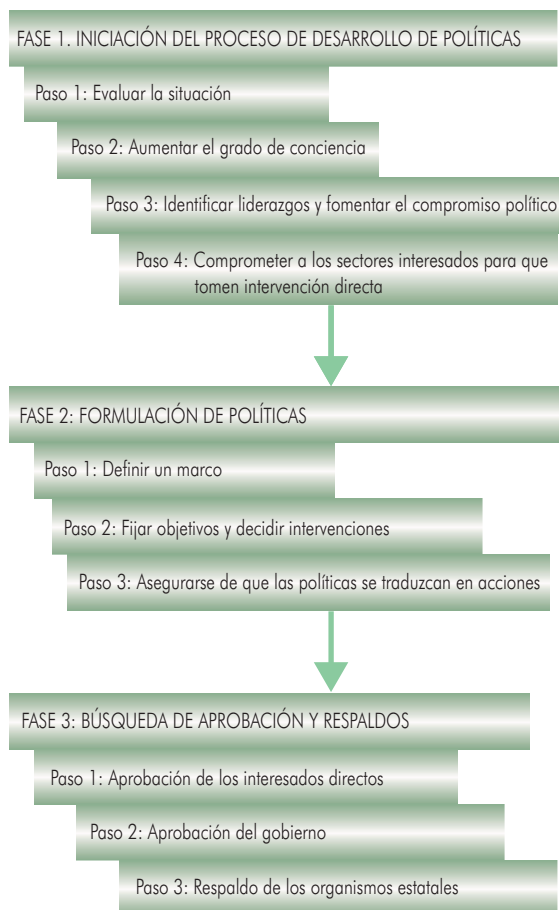 FASE 1. INICIACIÓN DEL PROCESO DE DESARROLLO DE POLÍTICAS
Paso 1: Evaluar la situación
Paso 2: Aumentar el grado de conciencia
Paso 3: Identificar liderazgos y fomentar el compromiso político
Paso 4: Comprometer a los sectores interesados para que
tomen intervención directa
FASE 2: FORMULACIÓN DE POLÍTICAS
Paso 1: Definir un marco
Paso 2: Fijar objetivos y decidir intervenciones
Paso 3: Asegurarse de que las políticas se traduzcan en acciones
FASE 3: BÚSQUEDA DE APROBACIÓN Y RESPALDOS
Paso 1: Aprobación de los interesados directos
Paso 2: Aprobación del gobierno
Paso 3: Respaldo de los organismos estatales